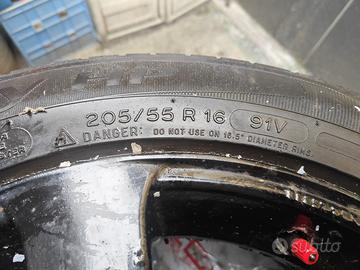 205/55 R 16 91V
DANGER: DO NOT USE ON 16.5" DIAMETER RIMS.
subito